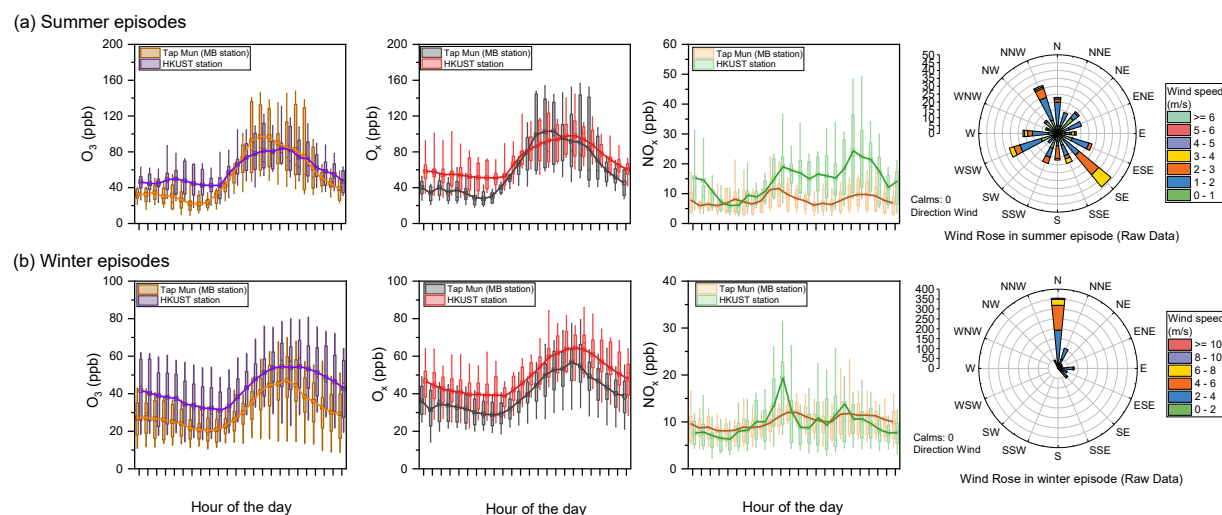 (a) Summer episodes
O3 (ppb)
200
160
120
80
40
0
Tap Mun (MB station)
HKUST station
Ox (ppb)
200
160
120
80
40
0
Tap Mun (MB station)
HKUST station
NOx (ppb)
60
50
40
30
20
10
0
Tap Mun (MB station)
HKUST station
50
45
40
35
30
25
20
15
10
5
0
N
NNE
NE
ENE
E
ESE
SE
SSE
S
SSW
SW
WSW
W
WNW
NW
NNW
Calms: 0
Direction Wind
Wind speed
(m/s)
>= 6
5 - 6
4 - 5
3 - 4
2 - 3
1 - 2
0 - 1
Wind Rose in summer episode (Raw Data)
(b) Winter episodes
O3 (ppb)
100
80
60
40
20
0
Tap Mun (MB station)
HKUST station
Hour of the day
Ox (ppb)
100
80
60
40
20
0
Tap Mun (MB station)
HKUST station
Hour of the day
NOx (ppb)
40
30
20
10
0
Tap Mun (MB station)
HKUST station
Hour of the day
400
350
300
250
200
150
100
50
0
N
NNE
NE
ENE
E
ESE
SE
SSE
S
SSW
SW
WSW
W
WNW
NW
NNW
Calms: 0
Direction Wind
Wind speed
(m/s)
>= 10
8 - 10
6 - 8
4 - 6
2 - 4
0 - 2
Wind Rose in winter episode (Raw Data)